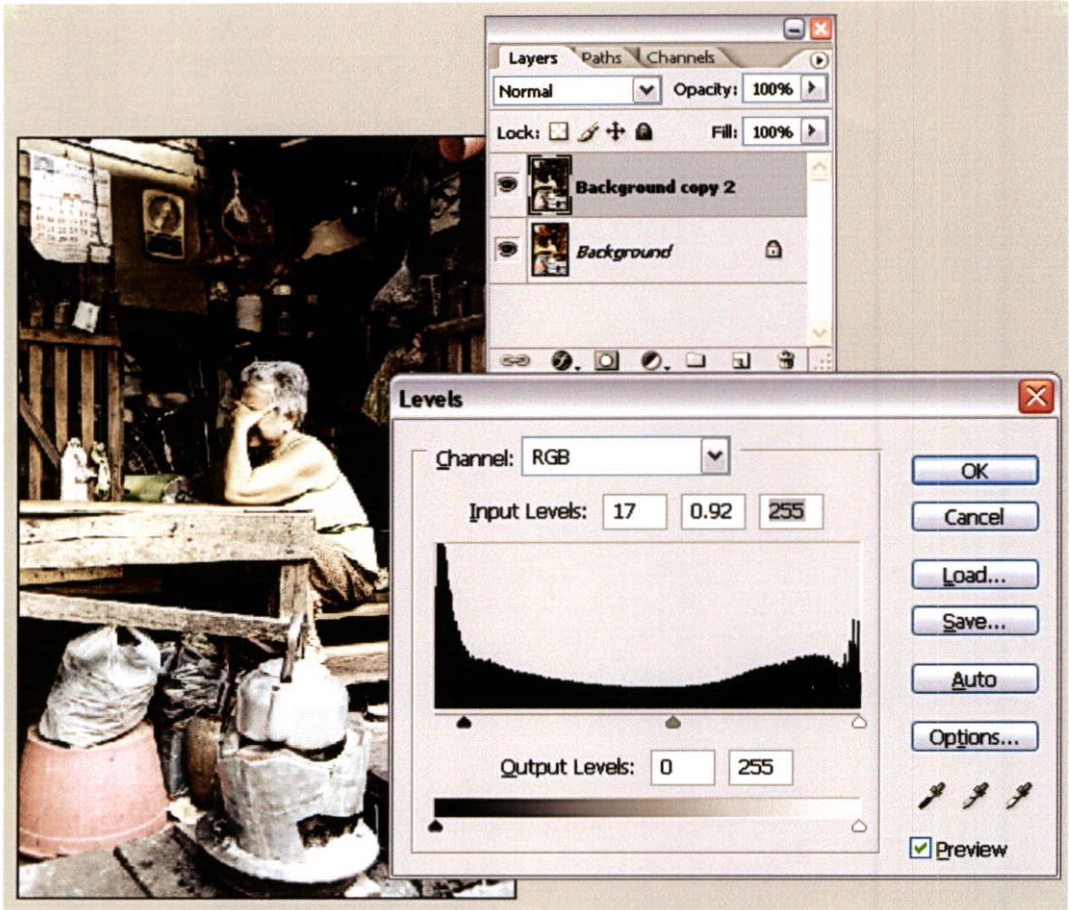 Layers Paths Channels
Normal Opacity: 100%
Lock: Fill: 100%
Background copy 2
Background
Levels
Channel: RGB
Input Levels: 17 0.92 255
Output Levels: 0 255
OK
Cancel
Load...
Save...
Auto
Options...
Preview